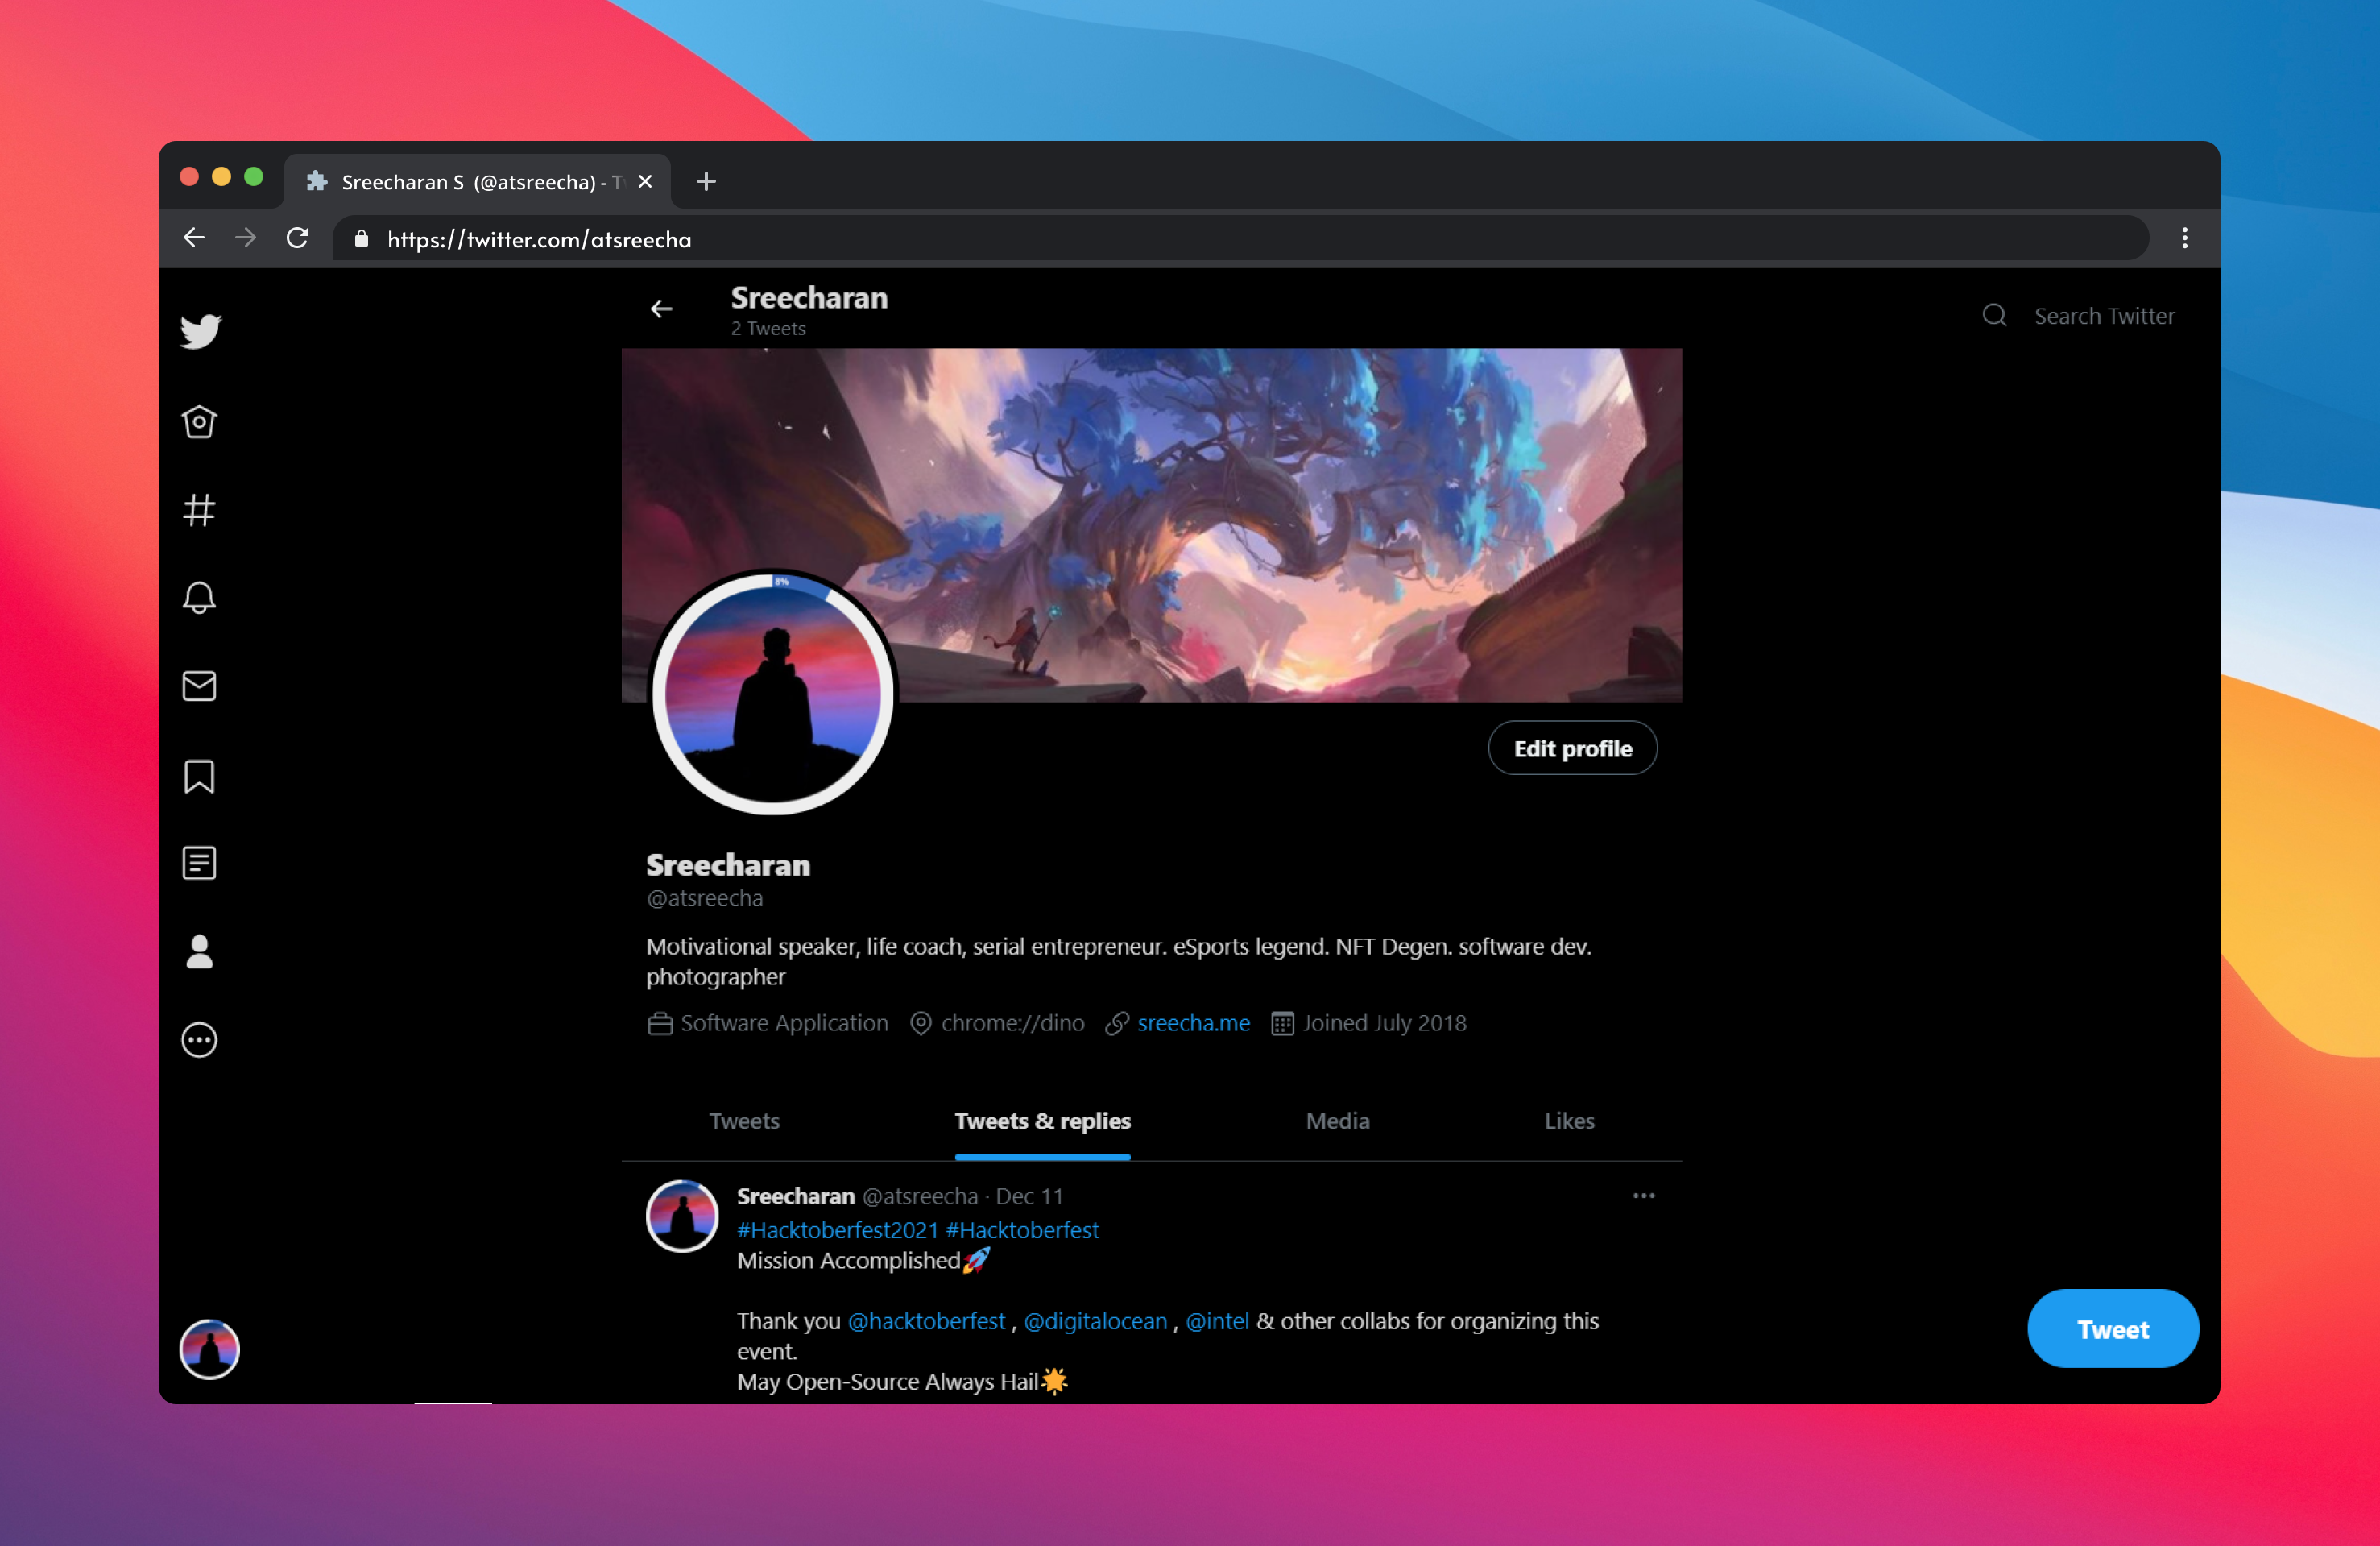 Sreecharan S (@atsreecha) -
https://twitter.com/atsreecha
Sreecharan
2 Tweets
Search Twitter
8%
Edit profile
Sreecharan
@atsreecha
Motivational speaker, life coach, serial entrepreneur. eSports legend. NFT Degen. software dev.
photographer
Software Application chrome://dino sreecha.me Joined July 2018
Tweets Tweets & replies Media Likes
Sreecharan @atsreecha · Dec 11
#Hacktoberfest2021 #Hacktoberfest
Mission Accomplished🚀
Thank you @hacktoberfest , @digitalocean , @intel & other collabs for organizing this
event.
May Open-Source Always Hail🌟
Tweet